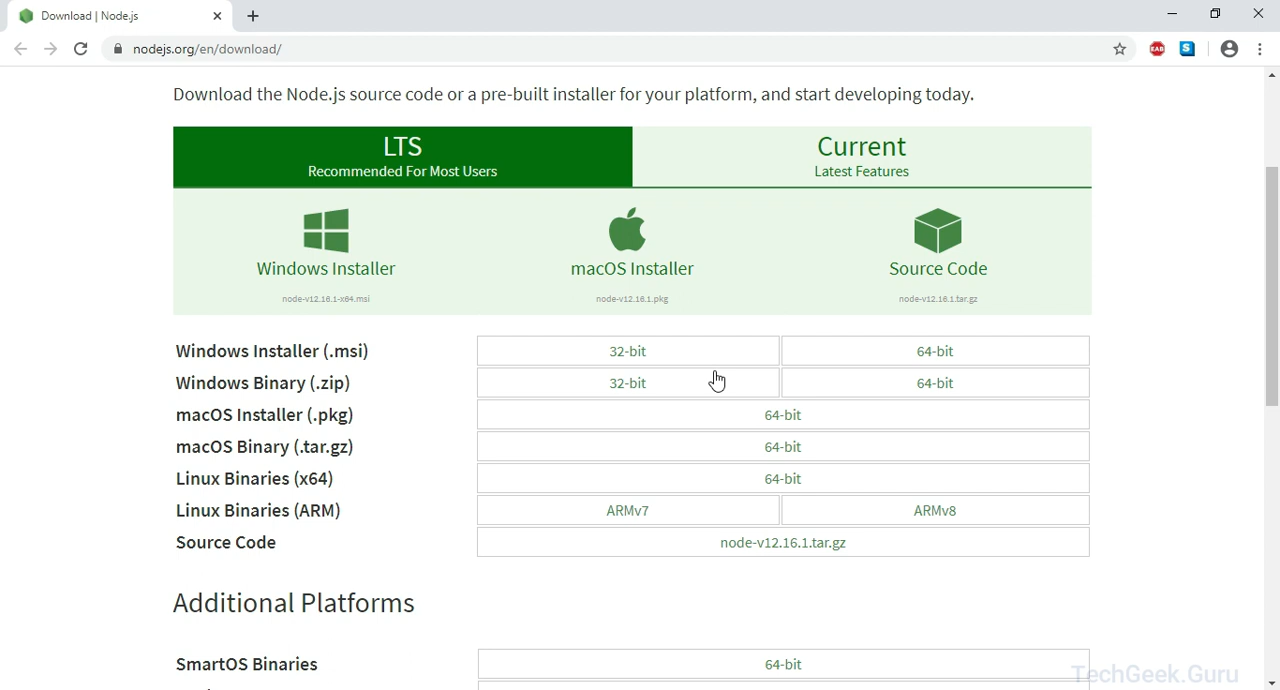 Download | Node.js
nodejs.org/en/download/
KAB
S
Download the Node.js source code or a pre-built installer for your platform, and start developing today.
LTS
Recommended For Most Users
Current
Latest Features
Windows Installer
node-v12.16.1-x64.msi
macOS Installer
node-v12.16.1.pkg
Source Code
node-v12.16.1.tar.gz
Windows Installer (.msi) 32-bit 64-bit
Windows Binary (.zip) 32-bit 64-bit
macOS Installer (.pkg) 64-bit
macOS Binary (.tar.gz) 64-bit
Linux Binaries (x64) 64-bit
Linux Binaries (ARM) ARMv7 ARMv8
Source Code node-v12.16.1.tar.gz
Additional Platforms
SmartOS Binaries 64-bit
TechGeek.Guru